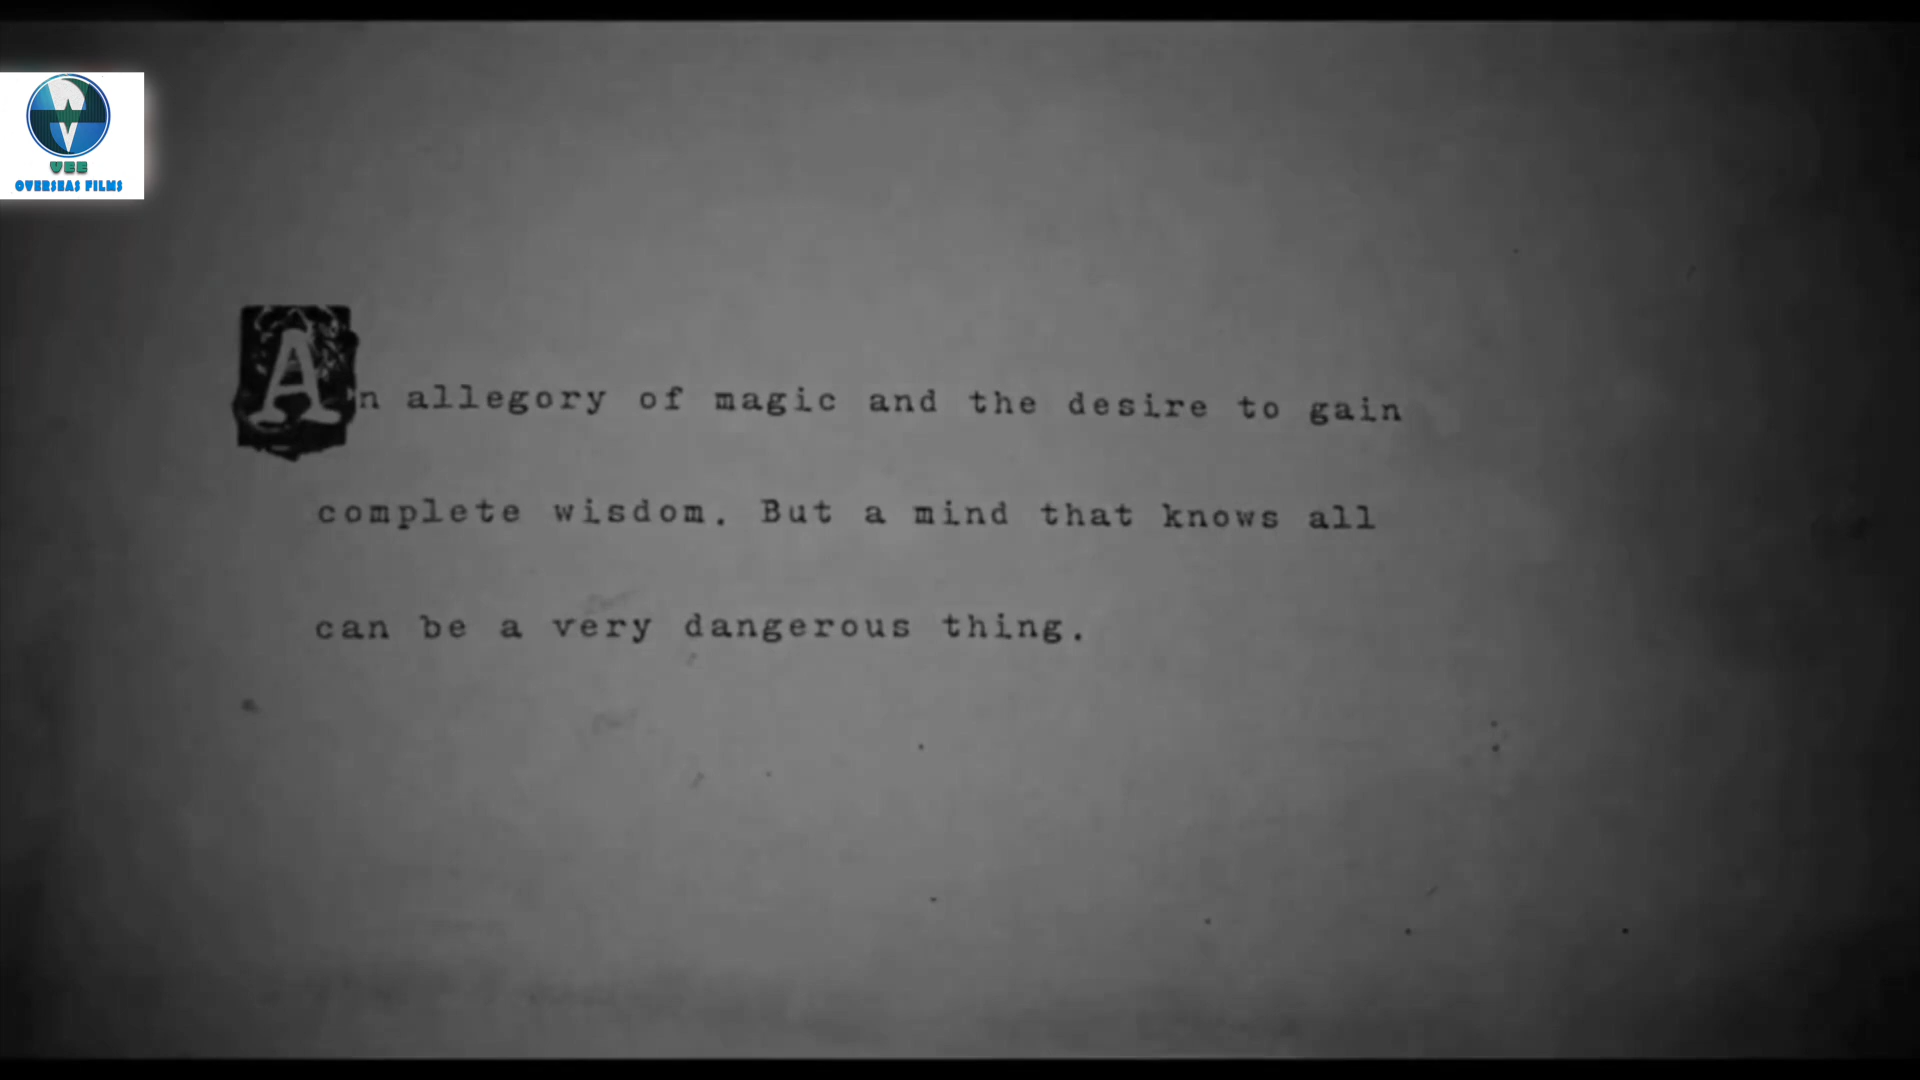 VEE
OVERSEAS FILMS
An allegory of magic and the desire to gain
complete wisdom. But a mind that knows all
can be a very dangerous thing.